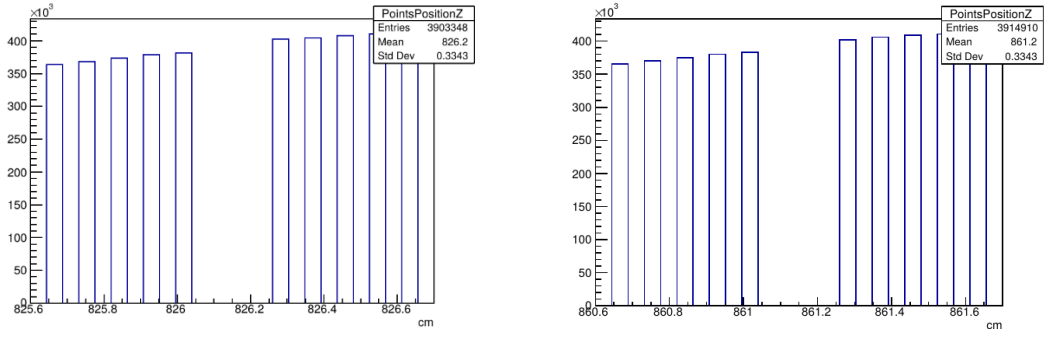 ×10³
PointsPositionZ
Entries 3903348
Mean 826.2
Std Dev 0.3343
400
350
300
250
200
150
100
50
0
825.6 825.8 826 826.2 826.4 826.6
cm
×10³
PointsPositionZ
Entries 3914910
Mean 861.2
Std Dev 0.3343
400
350
300
250
200
150
100
50
0
860.6 860.8 861 861.2 861.4 861.6
cm